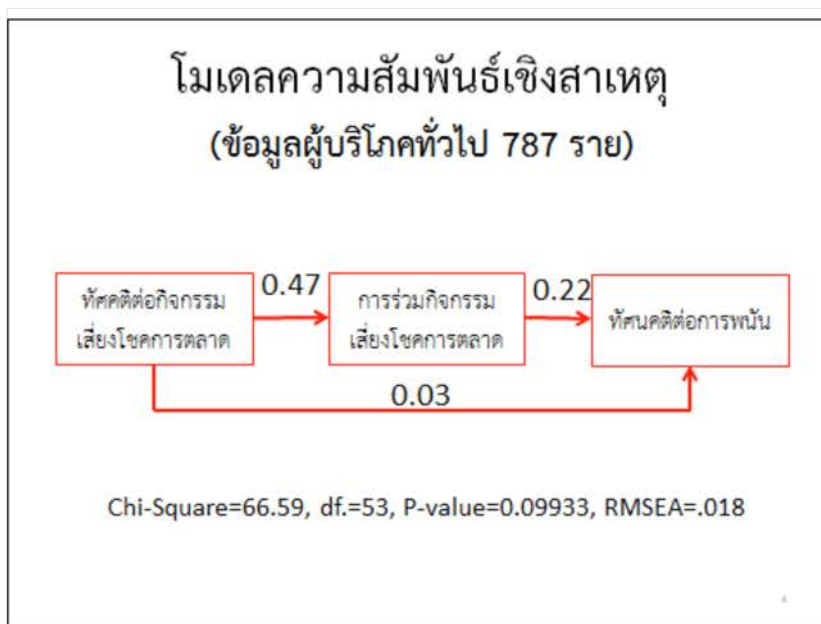 โมเดลความสัมพันธ์เชิงสาเหตุ
(ข้อมูลผู้บริโภคทั่วไป 787 ราย)
ทัศคติต่อกิจกรรม
เสี่ยงโชคการตลาด
0.47
การร่วมกิจกรรม
เสี่ยงโชคการตลาด
0.22
ทัศนคติต่อการพนัน
0.03
Chi-Square=66.59, df.=53, P-value=0.09933, RMSEA=.018